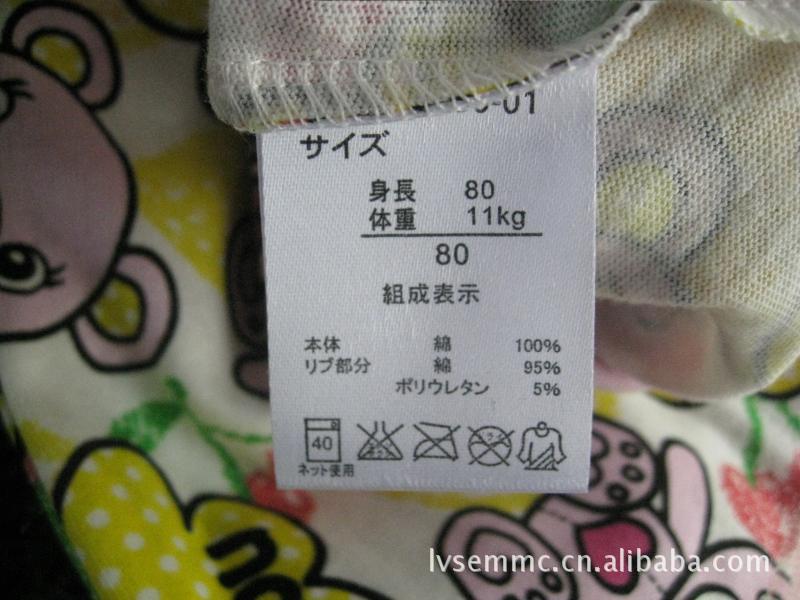 -01
サイズ
身長 80
体重 11kg
80
組成表示
本体 綿 100%
リブ部分 綿 95%
ポリウレタン 5%
40
ネット使用
no
lvsemmc.cn.alibaba.com